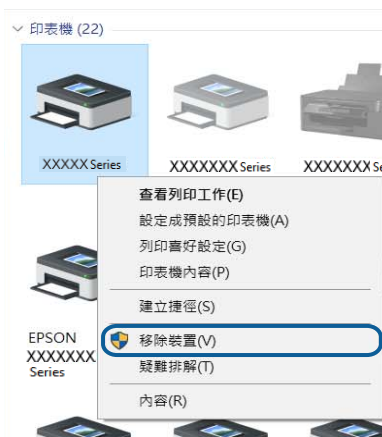 印表機 (22)
XXXXX Series
XXXXXXX Series
XXXXXXX Se
查看列印工作(E)
設定成預設的印表機(A)
列印喜好設定(G)
印表機內容(P)
建立捷徑(S)
移除裝置(V)
疑難排解(T)
內容(R)
EPSON
XXXXXXX
Series